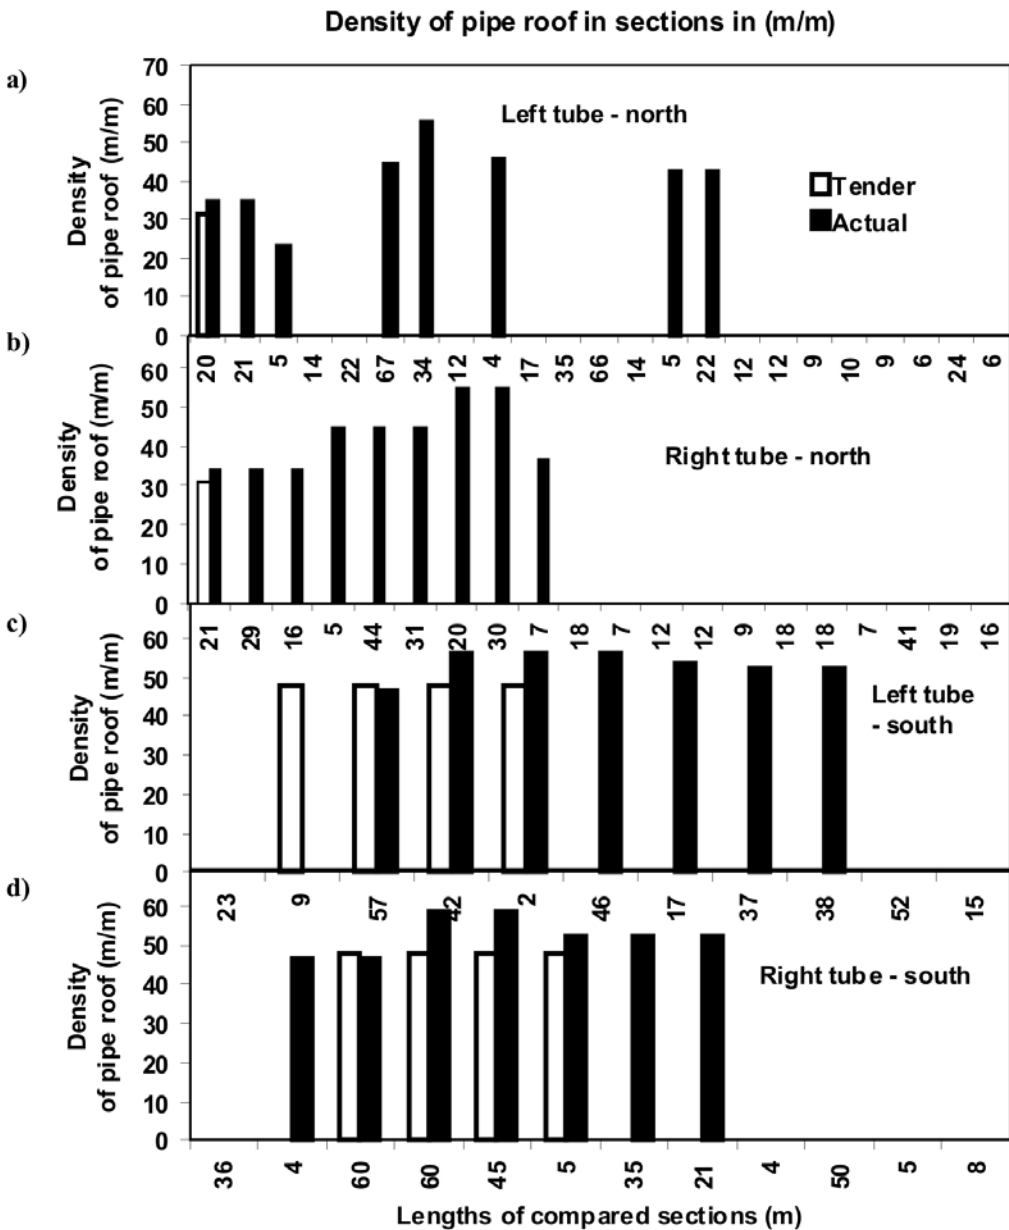 Density of pipe roof in sections in (m/m)
a)
Density
of pipe roof (m/m)
70
60
50
40
30
20
10
0
Left tube - north
Tender
Actual
20 21 5 14 22 67 34 12 4 17 35 66 14 5 22 12 12 9 10 9 6 24 6
b)
Density
of pipe roof (m/m)
60
50
40
30
20
10
0
Right tube - north
21 29 16 5 44 31 20 30 7 18 7 12 12 9 18 18 7 41 19 16
c)
Density
of pipe roof (m/m)
60
50
40
30
20
10
0
Left tube
- south
23 9 57 42 2 46 17 37 38 52 15
d)
Density
of pipe roof (m/m)
60
50
40
30
20
10
0
Right tube - south
36 4 60 60 45 5 35 21 4 50 5 8
Lengths of compared sections (m)